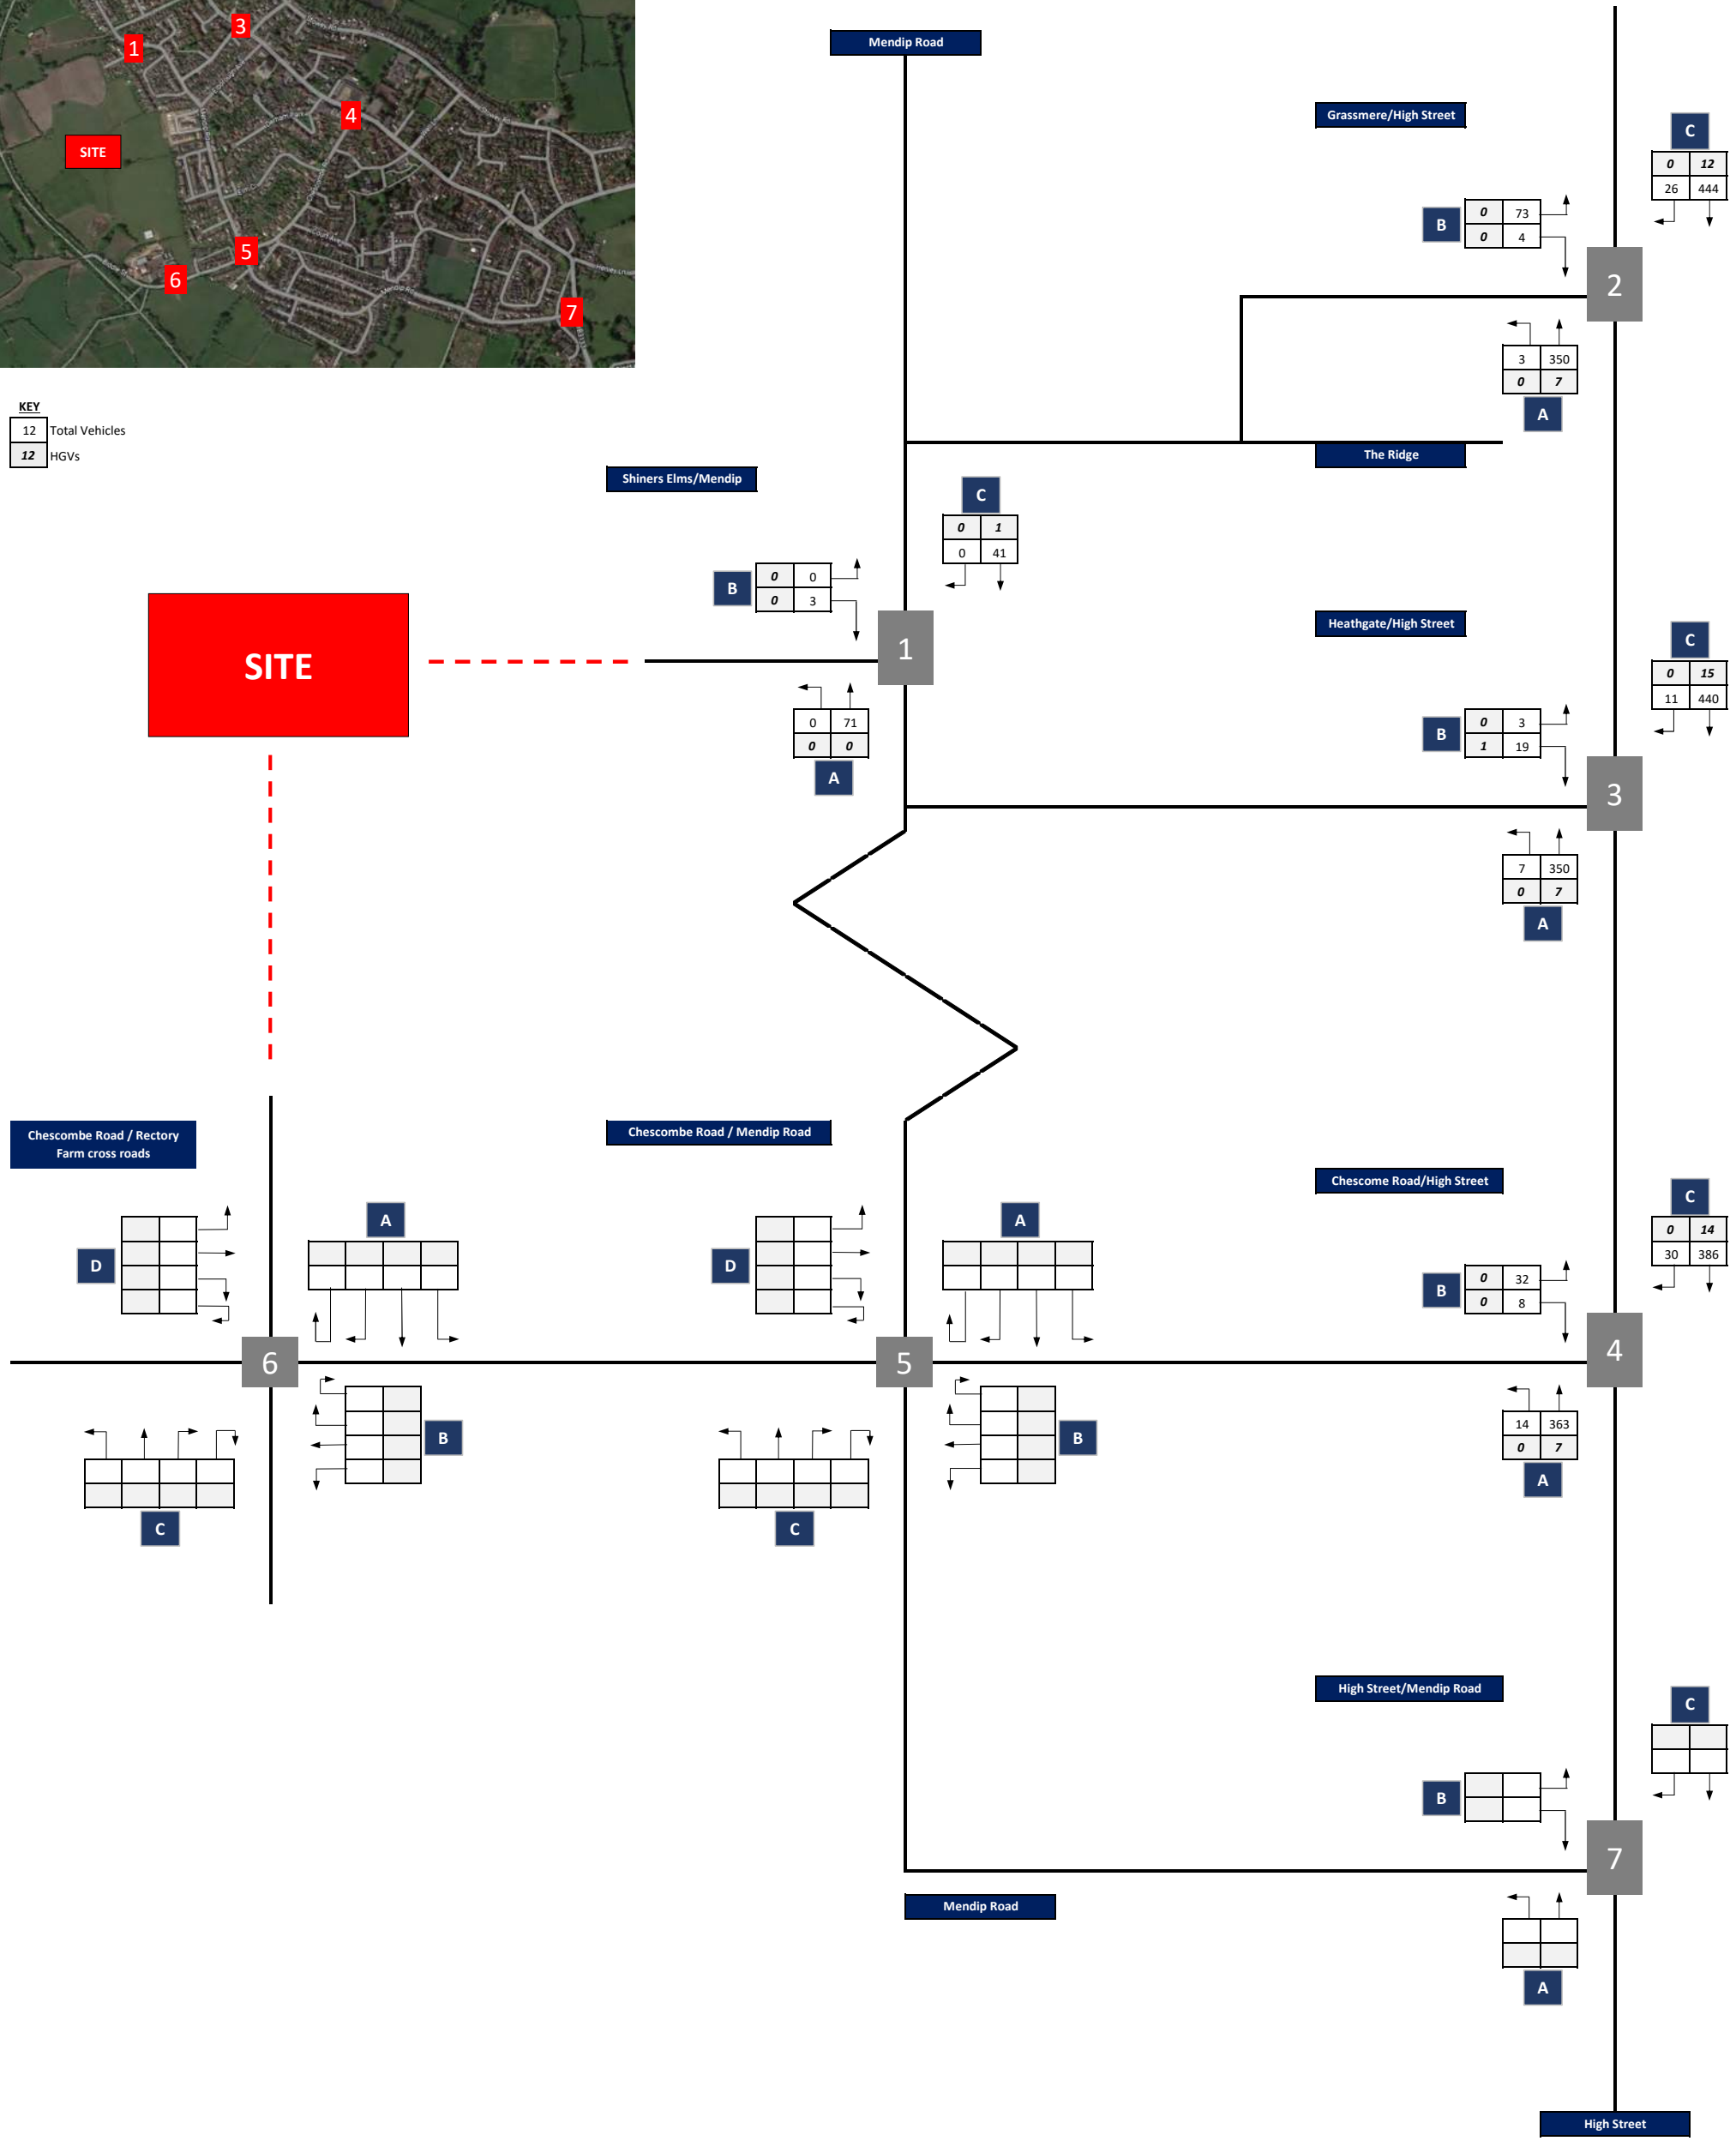 3
1
4
SITE
5
6
7
KEY
12 Total Vehicles
12 HGVs
Mendip Road
Grassmere/High Street
C
0 12
26 444
B
0 73
0 4
2
3 350
0 7
A
The Ridge
Shiners Elms/Mendip
C
0 1
0 41
B
0 0
0 3
1
0 71
0 0
A
SITE
Heathgate/High Street
C
0 15
11 440
B
0 3
1 19
3
7 350
0 7
A
Chescombe Road / Rectory
Farm cross roads
A
D
6
B
C
Chescombe Road / Mendip Road
A
D
5
B
C
Chescome Road/High Street
C
0 14
30 386
B
0 32
0 8
4
14 363
0 7
A
High Street/Mendip Road
C
B
7
Mendip Road
A
High Street